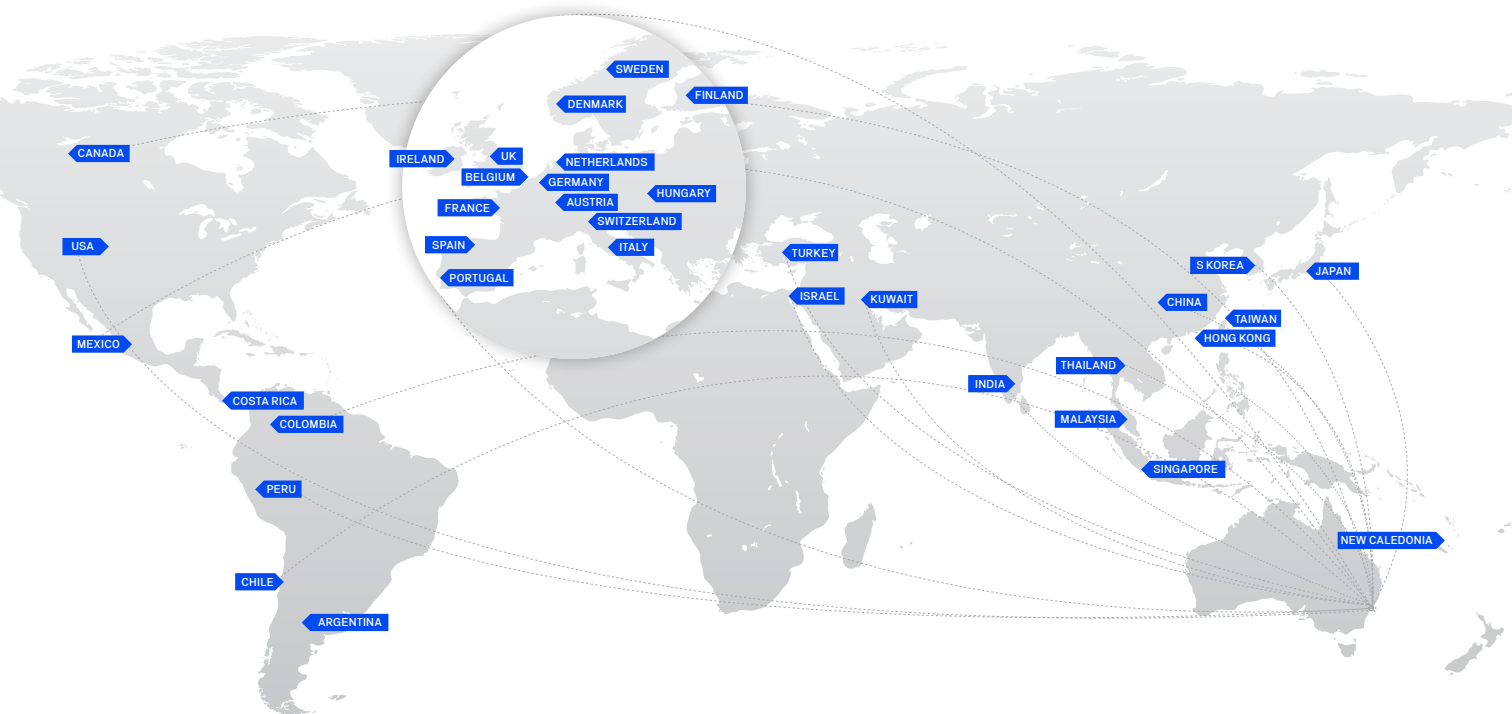 SWEDEN
FINLAND
DENMARK
CANADA
IRELAND
UK
NETHERLANDS
BELGIUM
GERMANY
HUNGARY
AUSTRIA
FRANCE
SWITZERLAND
USA
SPAIN
ITALY
TURKEY
S KOREA
JAPAN
PORTUGAL
ISRAEL
KUWAIT
CHINA
TAIWAN
HONG KONG
MEXICO
THAILAND
INDIA
COSTA RICA
COLOMBIA
MALAYSIA
SINGAPORE
PERU
NEW CALEDONIA
CHILE
ARGENTINA